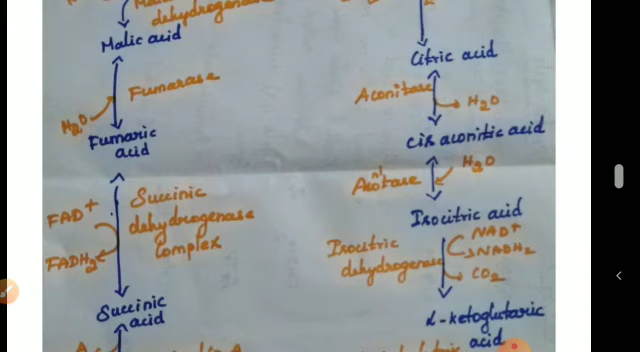 dehydrogenase
Malic acid
Fumarase
H2O
Fumaric
acid
FAD+
FADH2
Succinic
dehydrogenase
complex
Succinic
acid
Citric acid
Aconitase
H2O
Cis aconitic acid
H2O
Isocitric acid
Isocitric
dehydrogenase
NAD+
NADH2
CO2
α-ketoglutaric
acid